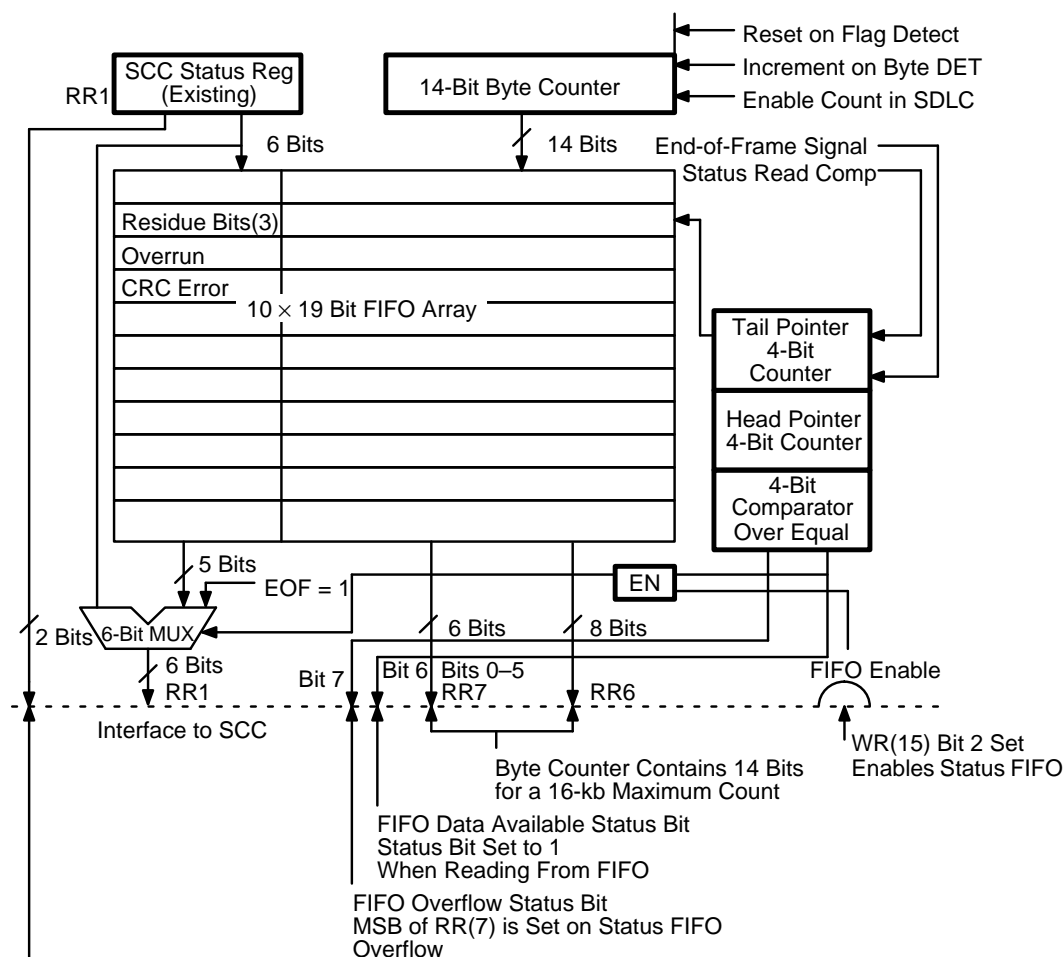 Reset on Flag Detect
SCC Status Reg
(Existing)
RR1
14-Bit Byte Counter
Increment on Byte DET
Enable Count in SDLC
6 Bits
14 Bits
End-of-Frame Signal
Status Read Comp
Residue Bits(3)
Overrun
CRC Error
10 × 19 Bit FIFO Array
Tail Pointer
4-Bit
Counter
Head Pointer
4-Bit Counter
4-Bit
Comparator
Over Equal
5 Bits
EOF = 1
EN
2 Bits
6-Bit MUX
6 Bits
8 Bits
6 Bits
RR1
Bit 7
Bit 6
Bits 0–5
RR7
RR6
FIFO Enable
Interface to SCC
WR(15) Bit 2 Set
Enables Status FIFO
Byte Counter Contains 14 Bits
for a 16-kb Maximum Count
FIFO Data Available Status Bit
Status Bit Set to 1
When Reading From FIFO
FIFO Overflow Status Bit
MSB of RR(7) is Set on Status FIFO
Overflow